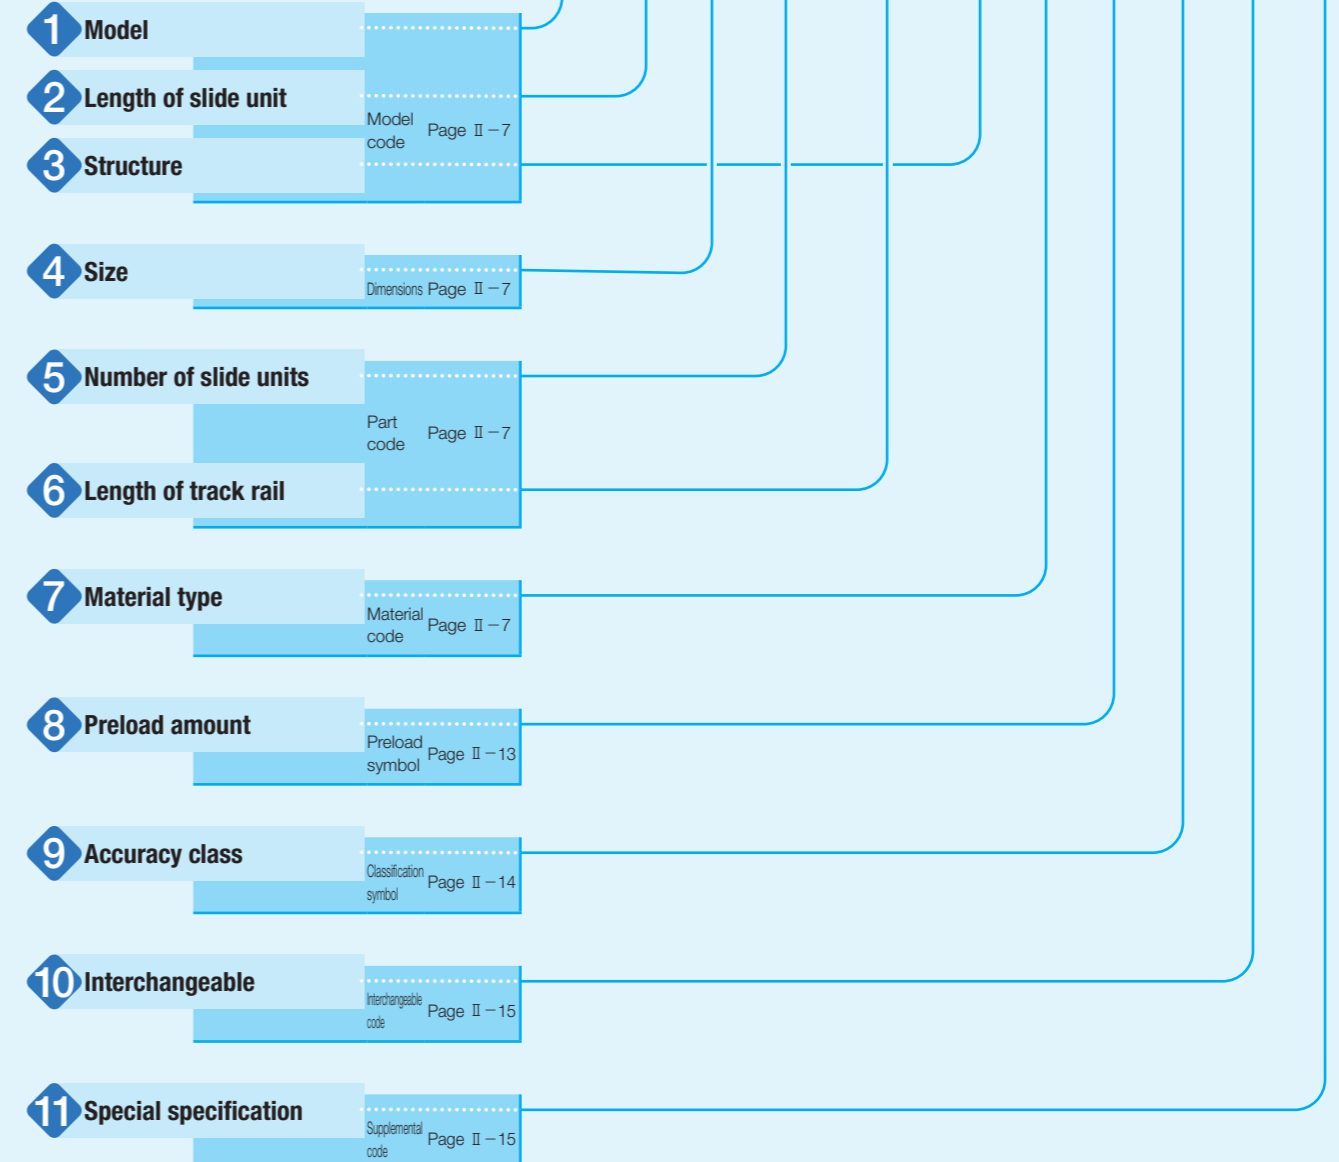 1 Model
2 Length of slide unit
Model code Page Ⅱ－7
3 Structure
4 Size
Dimensions Page Ⅱ－7
5 Number of slide units
Part code Page Ⅱ－7
6 Length of track rail
7 Material type
Material code Page Ⅱ－7
8 Preload amount
Preload symbol Page Ⅱ－13
9 Accuracy class
Classification symbol Page Ⅱ－14
10 Interchangeable
Interchangeable code Page Ⅱ－15
11 Special specification
Supplemental code Page Ⅱ－15